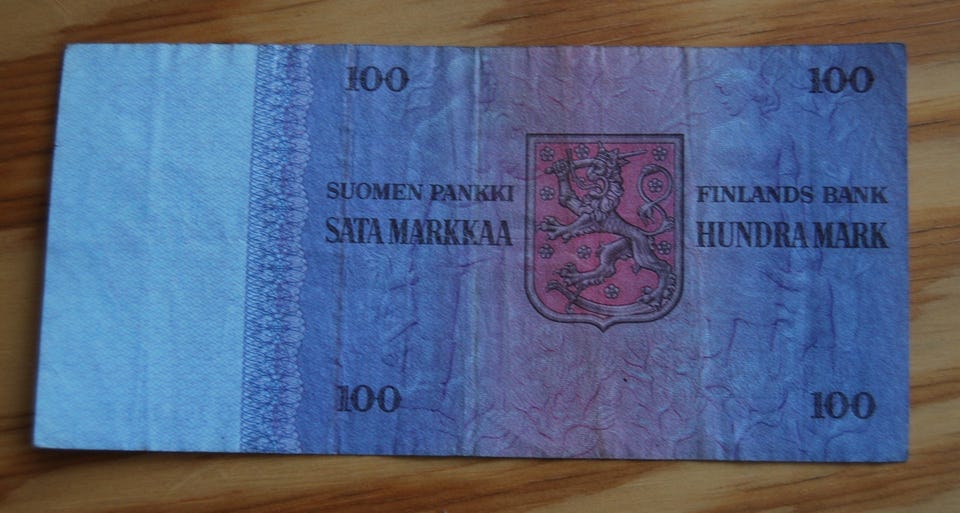 100 100
SUOMEN PANKKI FINLANDS BANK
SATA MARKKAA HUNDRA MARK
100 100